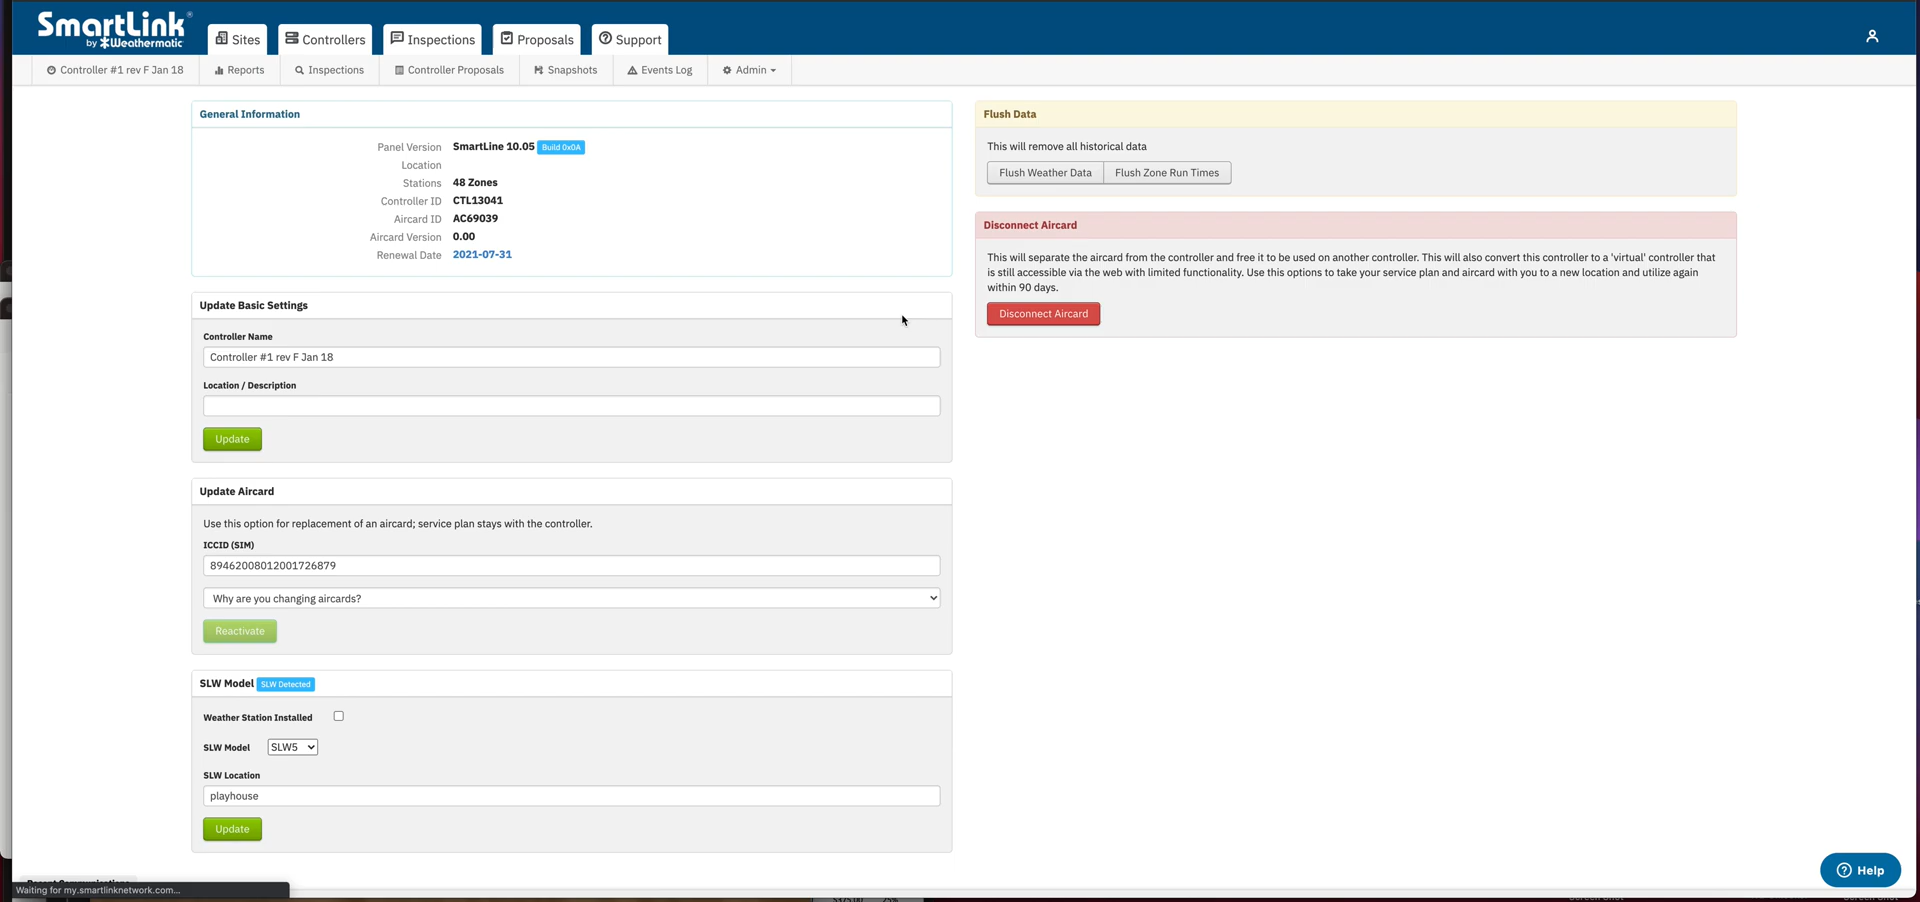 SmartLink®
by Weathermatic
Sites
Controllers
Inspections
Proposals
Support
Controller #1 rev F Jan 18
Reports
Inspections
Controller Proposals
Snapshots
Events Log
Admin
General Information
Panel Version SmartLine 10.05 Build 0x0A
Location
Stations 48 Zones
Controller ID CTL13041
Aircard ID AC69039
Aircard Version 0.00
Renewal Date 2021-07-31
Update Basic Settings
Controller Name
Controller #1 rev F Jan 18
Location / Description
Update
Update Aircard
Use this option for replacement of an aircard; service plan stays with the controller.
ICCID (SIM)
89462008012001726879
Why are you changing aircards?
Reactivate
SLW Model SLW Detected
Weather Station Installed
SLW Model SLW5
SLW Location
playhouse
Update
Flush Data
This will remove all historical data
Flush Weather Data Flush Zone Run Times
Disconnect Aircard
This will separate the aircard from the controller and free it to be used on another controller. This will also convert this controller to a 'virtual' controller that
is still accessible via the web with limited functionality. Use this options to take your service plan and aircard with you to a new location and utilize again
within 90 days.
Disconnect Aircard
Help
Waiting for my.smartlinknetwork.com...